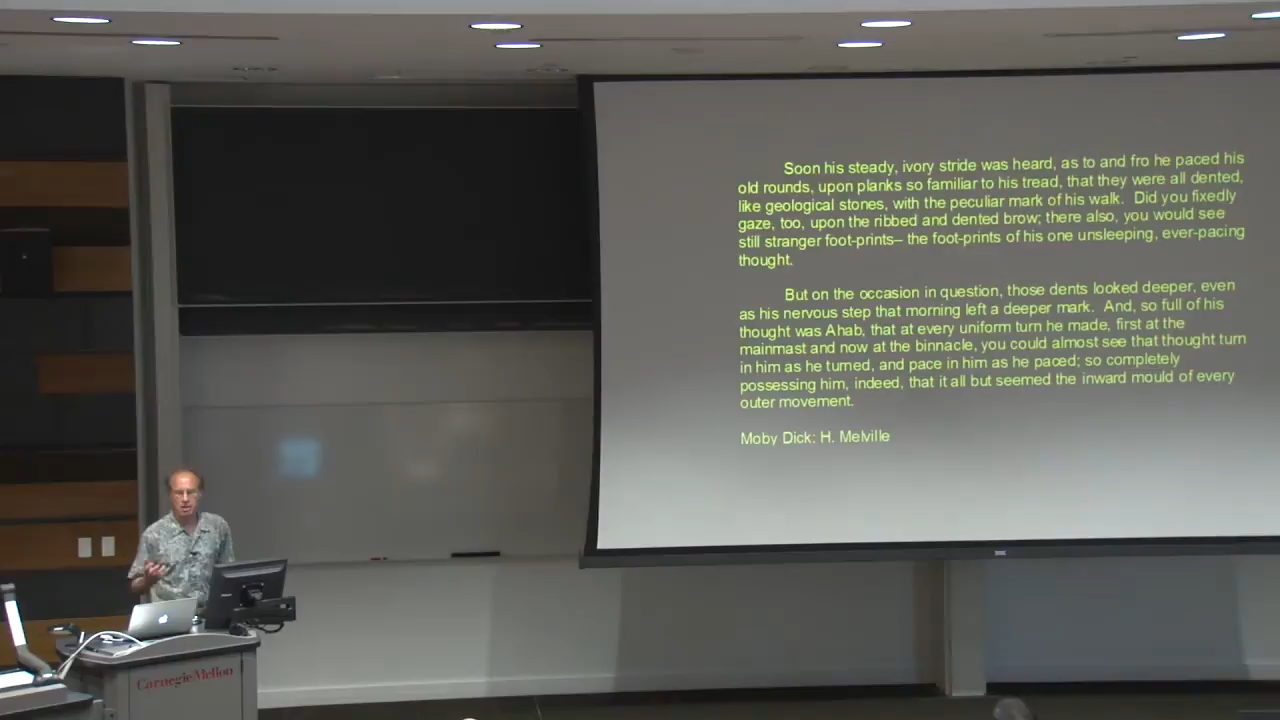 Soon his steady, ivory stride was heard, as to and fro he paced his
old rounds, upon planks so familiar to his tread, that they were all dented,
like geological stones, with the peculiar mark of his walk. Did you fixedly
gaze, too, upon the ribbed and dented brow; there also, you would see
still stranger foot-prints– the foot-prints of his one unsleeping, ever-pacing
thought.
But on the occasion in question, those dents looked deeper, even
as his nervous step that morning left a deeper mark. And, so full of his
thought was Ahab, that at every uniform turn he made, first at the
mainmast and now at the binnacle, you could almost see that thought turn
in him as he turned, and pace in him as he paced; so completely
possessing him, indeed, that it all but seemed the inward mould of every
outer movement.
Moby Dick: H. Melville
Carnegie Mellon